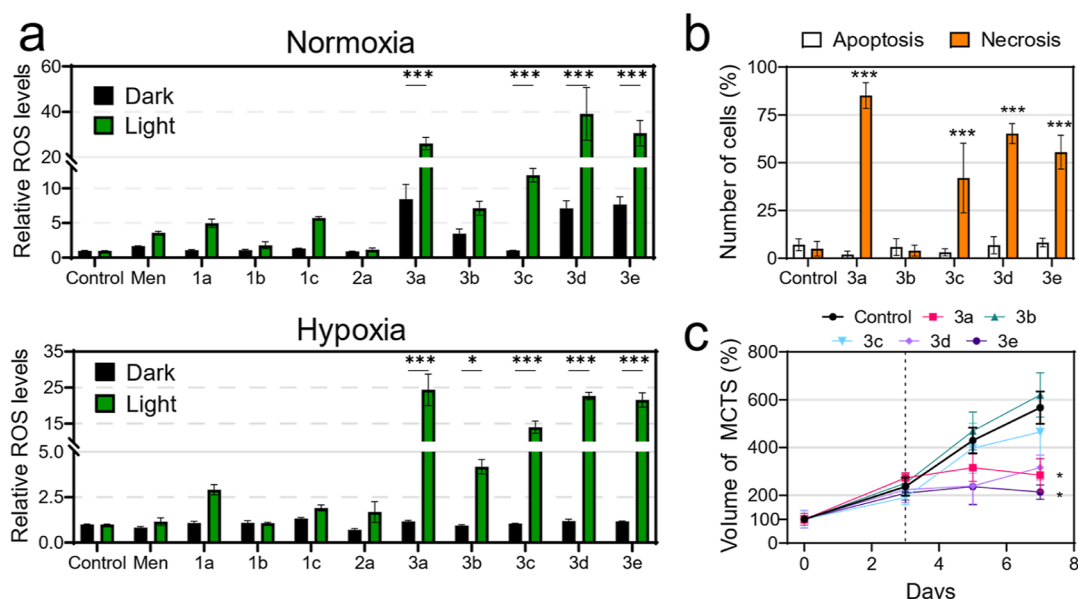 a
Normoxia
Relative ROS levels
60
40
20
10
5
0
Dark
Light
*** *** *** ***
Control Men 1a 1b 1c 2a 3a 3b 3c 3d 3e
Hypoxia
Relative ROS levels
35
25
15
5.0
2.5
0.0
Dark
Light
*** * *** *** ***
Control Men 1a 1b 1c 2a 3a 3b 3c 3d 3e
b
Apoptosis Necrosis
Number of cells (%)
100
75
50
25
0
*** *** *** ***
Control 3a 3b 3c 3d 3e
c
Control 3a 3b
3c 3d 3e
Volume of MCTS (%)
800
600
400
200
100
*
*
0 2 4 6 8
Days